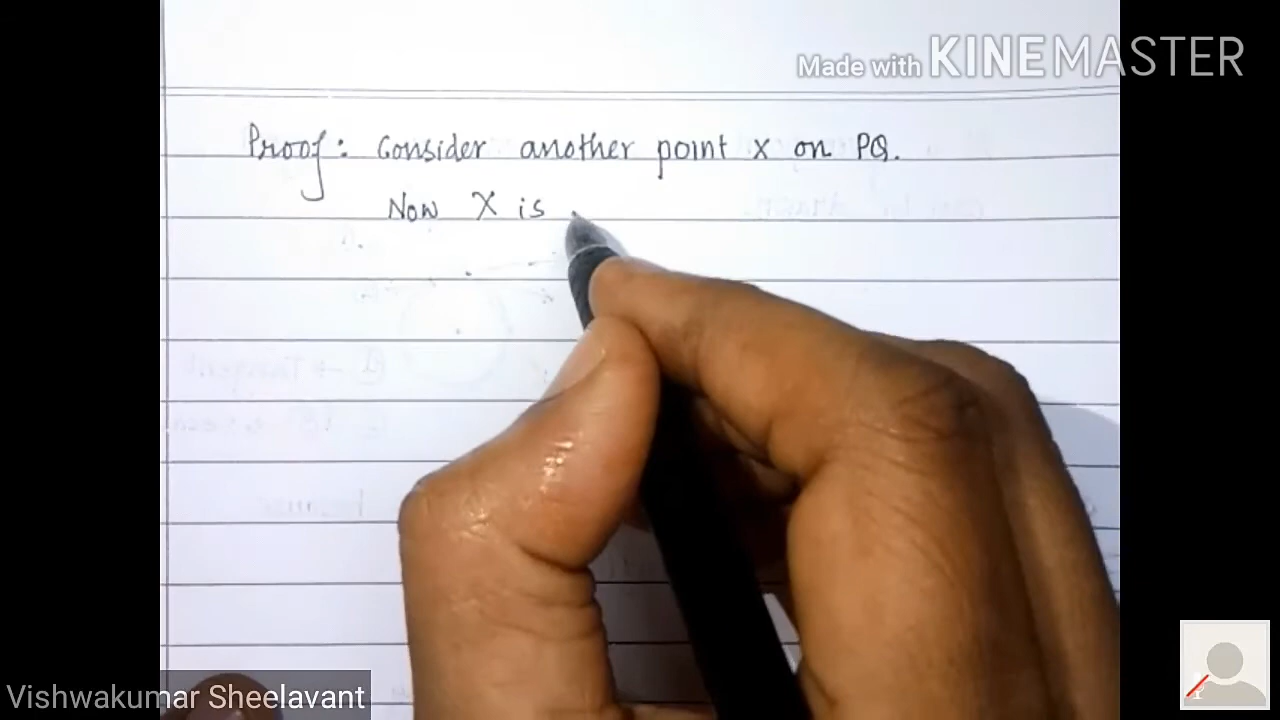 Made with KINEMASTER
Proof: Consider another point x on PQ.
Now X is
Vishwakumar Sheelavant